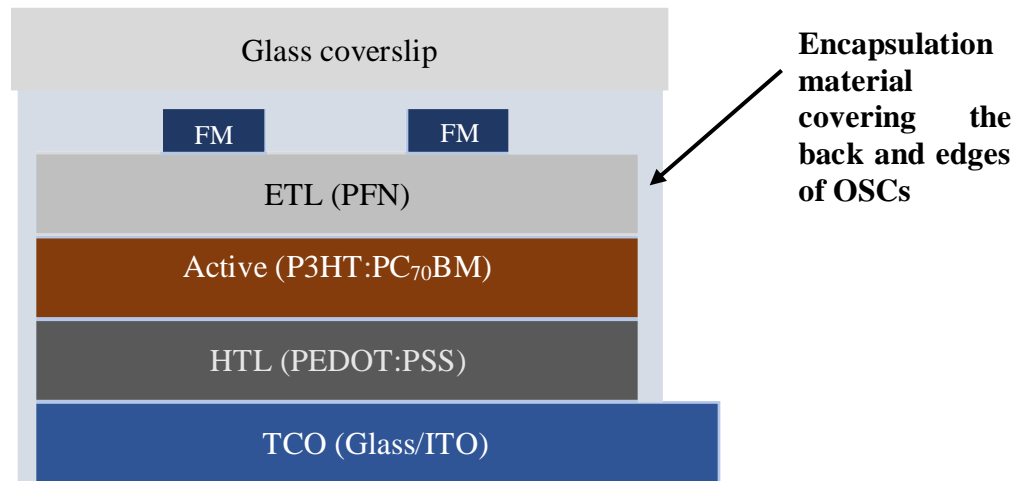 Glass coverslip
Encapsulation
material
covering the
back and edges
of OSCs
FM
FM
ETL (PFN)
Active (P3HT:PC₇₀BM)
HTL (PEDOT:PSS)
TCO (Glass/ITO)